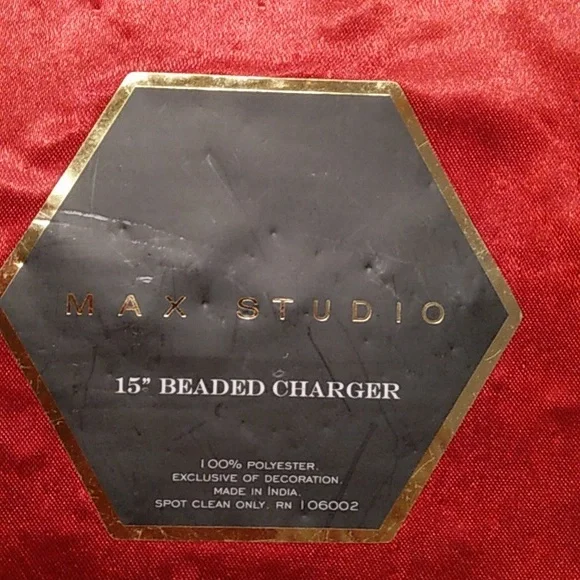 MAX STUDIO
15” BEADED CHARGER
100% POLYESTER.
EXCLUSIVE OF DECORATION.
MADE IN INDIA.
SPOT CLEAN ONLY. RN 106002